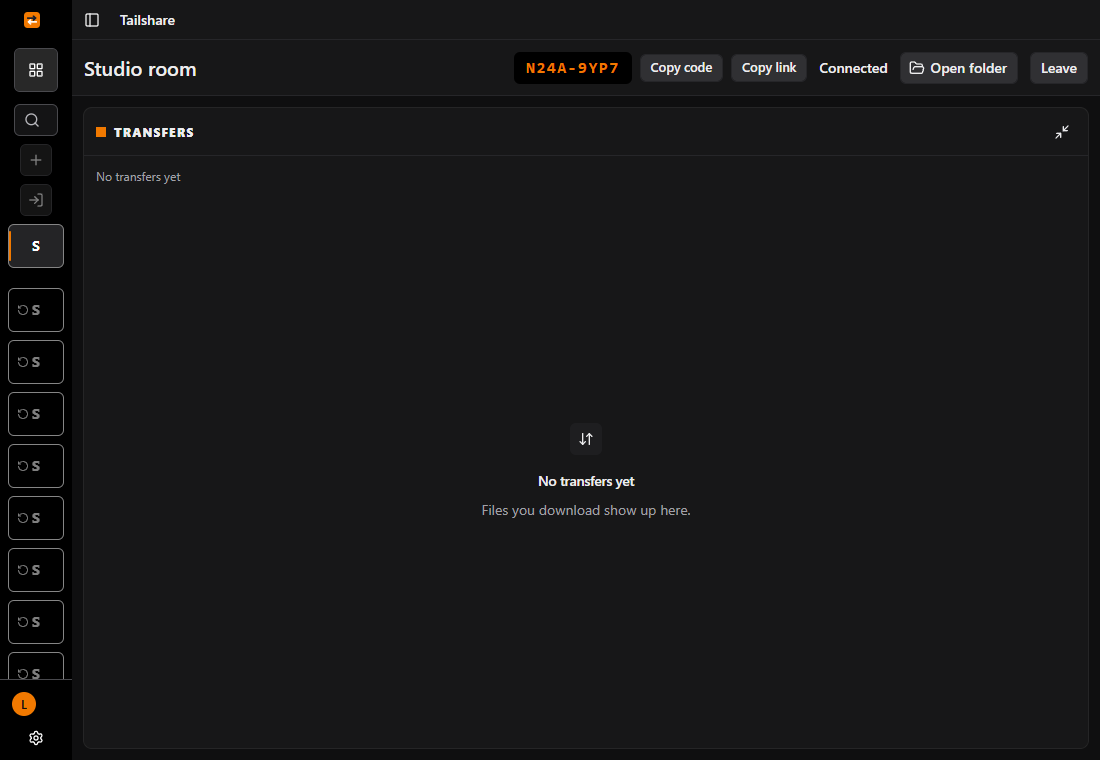 Tailshare
Studio room
N24A-9YP7
Copy code
Copy link
Connected
Open folder
Leave
TRANSFERS
No transfers yet
No transfers yet
Files you download show up here.
S
S
S
S
S
S
S
S
S
L